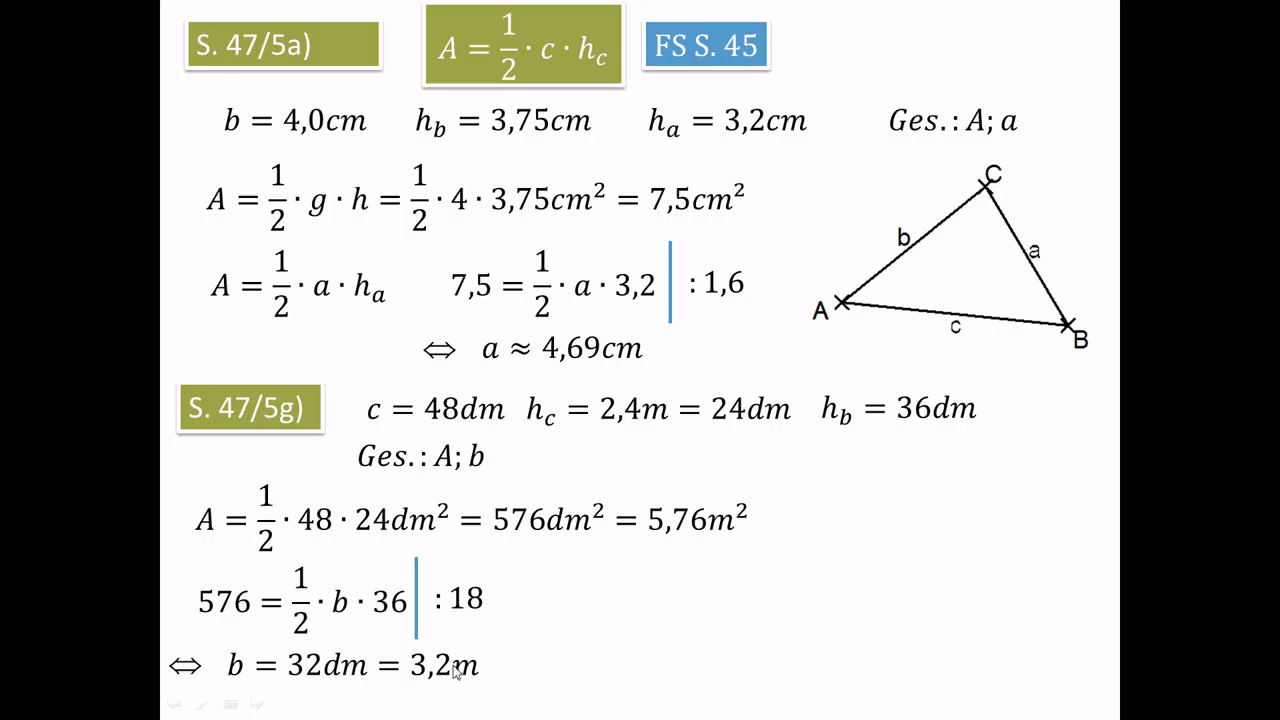 S. 47/5a) A = 1/2 · c · h_c FS S. 45
b = 4,0cm h_b = 3,75cm h_a = 3,2cm Ges.: A; a
A = 1/2 · g · h = 1/2 · 4 · 3,75cm² = 7,5cm²
A = 1/2 · a · h_a 7,5 = 1/2 · a · 3,2 | : 1,6
⇔ a ≈ 4,69cm
C
b
a
A
c
B
S. 47/5g) c = 48dm h_c = 2,4m = 24dm h_b = 36dm
Ges.: A; b
A = 1/2 · 48 · 24dm² = 576dm² = 5,76m²
576 = 1/2 · b · 36 | : 18
⇔ b = 32dm = 3,2m